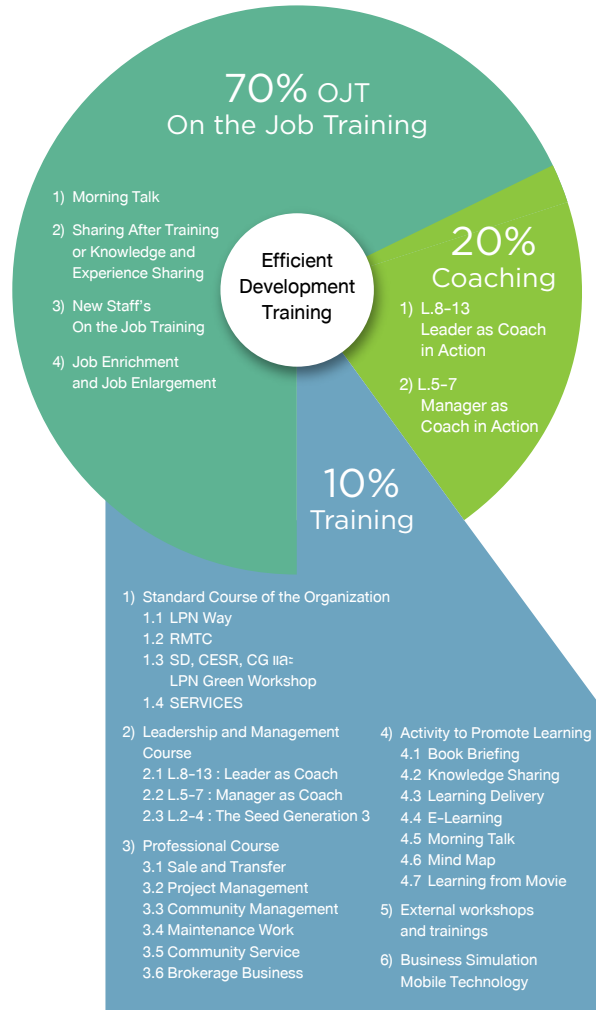 70% OJT
On the Job Training
1) Morning Talk
2) Sharing After Training
or Knowledge and
Experience Sharing
3) New Staff's
On the Job Training
4) Job Enrichment
and Job Enlargement
Efficient
Development
Training
20%
Coaching
1) L.8-13
Leader as Coach
in Action
2) L.5-7
Manager as
Coach in Action
10%
Training
1) Standard Course of the Organization
1.1 LPN Way
1.2 RMTC
1.3 SD, CESR, CG และ
LPN Green Workshop
1.4 SERVICES
2) Leadership and Management
Course
2.1 L.8-13 : Leader as Coach
2.2 L.5-7 : Manager as Coach
2.3 L.2-4 : The Seed Generation 3
3) Professional Course
3.1 Sale and Transfer
3.2 Project Management
3.3 Community Management
3.4 Maintenance Work
3.5 Community Service
3.6 Brokerage Business
4) Activity to Promote Learning
4.1 Book Briefing
4.2 Knowledge Sharing
4.3 Learning Delivery
4.4 E-Learning
4.5 Morning Talk
4.6 Mind Map
4.7 Learning from Movie
5) External workshops
and trainings
6) Business Simulation
Mobile Technology